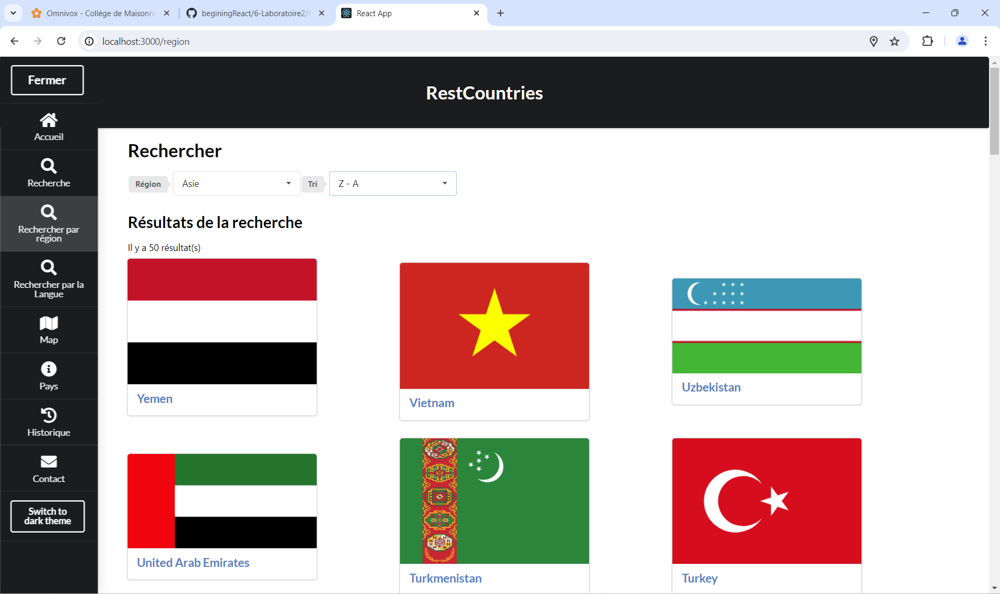 Omnivox - Collège de Maisonn
beginingReact/6-Laboratoire2/
React App
localhost:3000/region
Fermer
RestCountries
Accueil
Recherche
Rechercher par
région
Rechercher par la
Langue
Map
Pays
Historique
Contact
Switch to
dark theme
Rechercher
Région
Asie
Tri
Z - A
Résultats de la recherche
Il y a 50 résultat(s)
Yemen
Vietnam
Uzbekistan
United Arab Emirates
Turkmenistan
Turkey